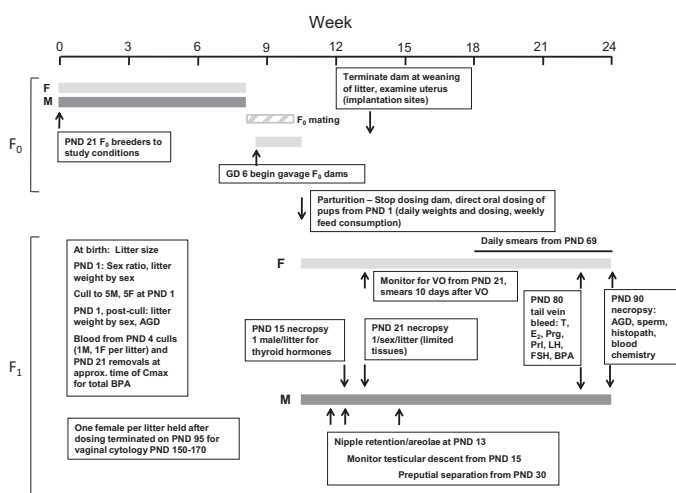 Week
0 3 6 9 12 15 18 21 24
F₀
F
M
F₀ mating
PND 21 F₀ breeders to
study conditions
GD 6 begin gavage F₀ dams
Terminate dam at weaning
of litter, examine uterus
(implantation sites)
Parturition – Stop dosing dam, direct oral dosing of
pups from PND 1 (daily weights and dosing, weekly
feed consumption)
F₁
At birth: Litter size
PND 1: Sex ratio, litter
weight by sex
Cull to 5M, 5F at PND 1
PND 1, post-cull: litter
weight by sex, AGD
Blood from PND 4 culls
(1M, 1F per litter) and
PND 21 removals at
approx. time of Cmax
for total BPA
One female per litter held after
dosing terminated on PND 95 for
vaginal cytology PND 150-170
Daily smears from PND 69
F
Monitor for VO from PND 21,
smears 10 days after VO
PND 15 necropsy
1 male/litter for
thyroid hormones
PND 21 necropsy
1/sex/litter (limited
tissues)
PND 80
tail vein
bleed: T,
E₂, Prg,
Prl, LH,
FSH, BPA
PND 90
necropsy:
AGD, sperm,
histopath,
blood
chemistry
M
Nipple retention/areolae at PND 13
Monitor testicular descent from PND 15
Preputial separation from PND 30